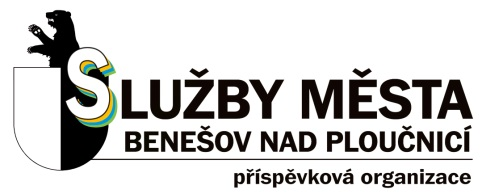 SLUŽBY MĚSTA
BENEŠOV NAD PLOUČNICÍ
příspěvková organizace